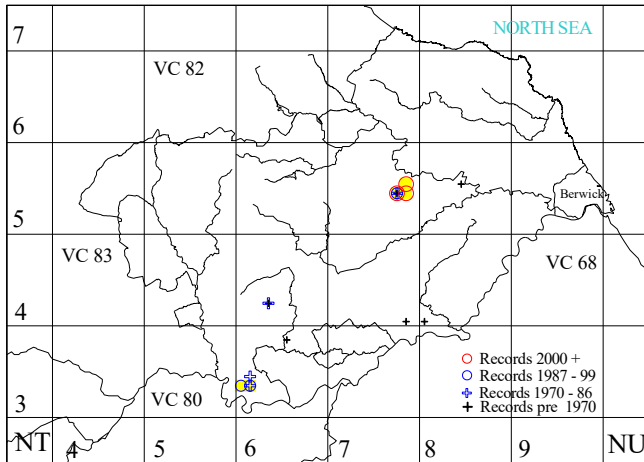 7
NORTH SEA
VC 82
6
Berwick
5
VC 83
VC 68
4
Records 2000 +
Records 1987 - 99
Records 1970 - 86
VC 80
Records pre 1970
3
NT 4 5 6 7 8 9 NU